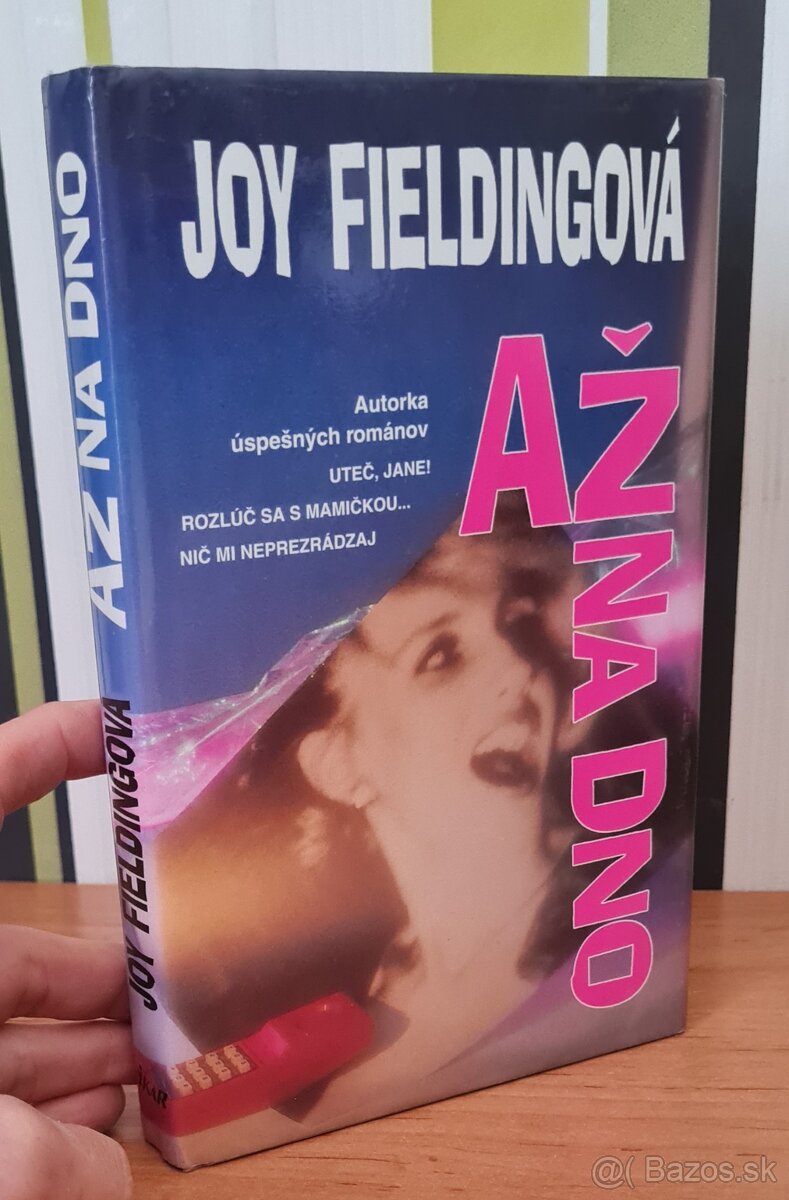 JOY FIELDINGOVÁ
AŽ NA DNO
Autorka
úspešných románov
UTEČ, JANE!
ROZLÚČ SA S MAMIČKOU...
NIČ MI NEPREZRÁDZAJ
JOY FIELDINGOVÁ AŽ NA DNO
IKAR
@( Bazos.sk